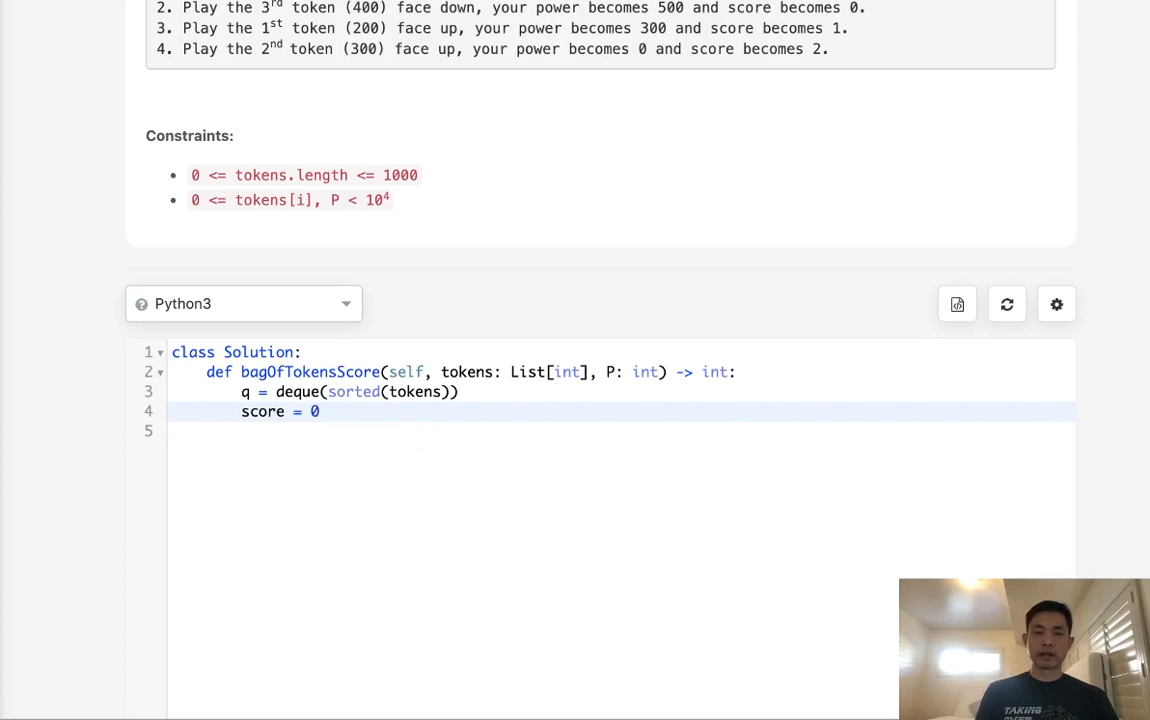 2. Play the 3rd token (400) face down, your power becomes 500 and score becomes 0.
3. Play the 1st token (200) face up, your power becomes 300 and score becomes 1.
4. Play the 2nd token (300) face up, your power becomes 0 and score becomes 2.
Constraints:
• 0 <= tokens.length <= 1000
• 0 <= tokens[i], P < 10⁴
Python3
1 class Solution:
2 def bagOfTokensScore(self, tokens: List[int], P: int) -> int:
3 q = deque(sorted(tokens))
4 score = 0
5
TAKING
OVER